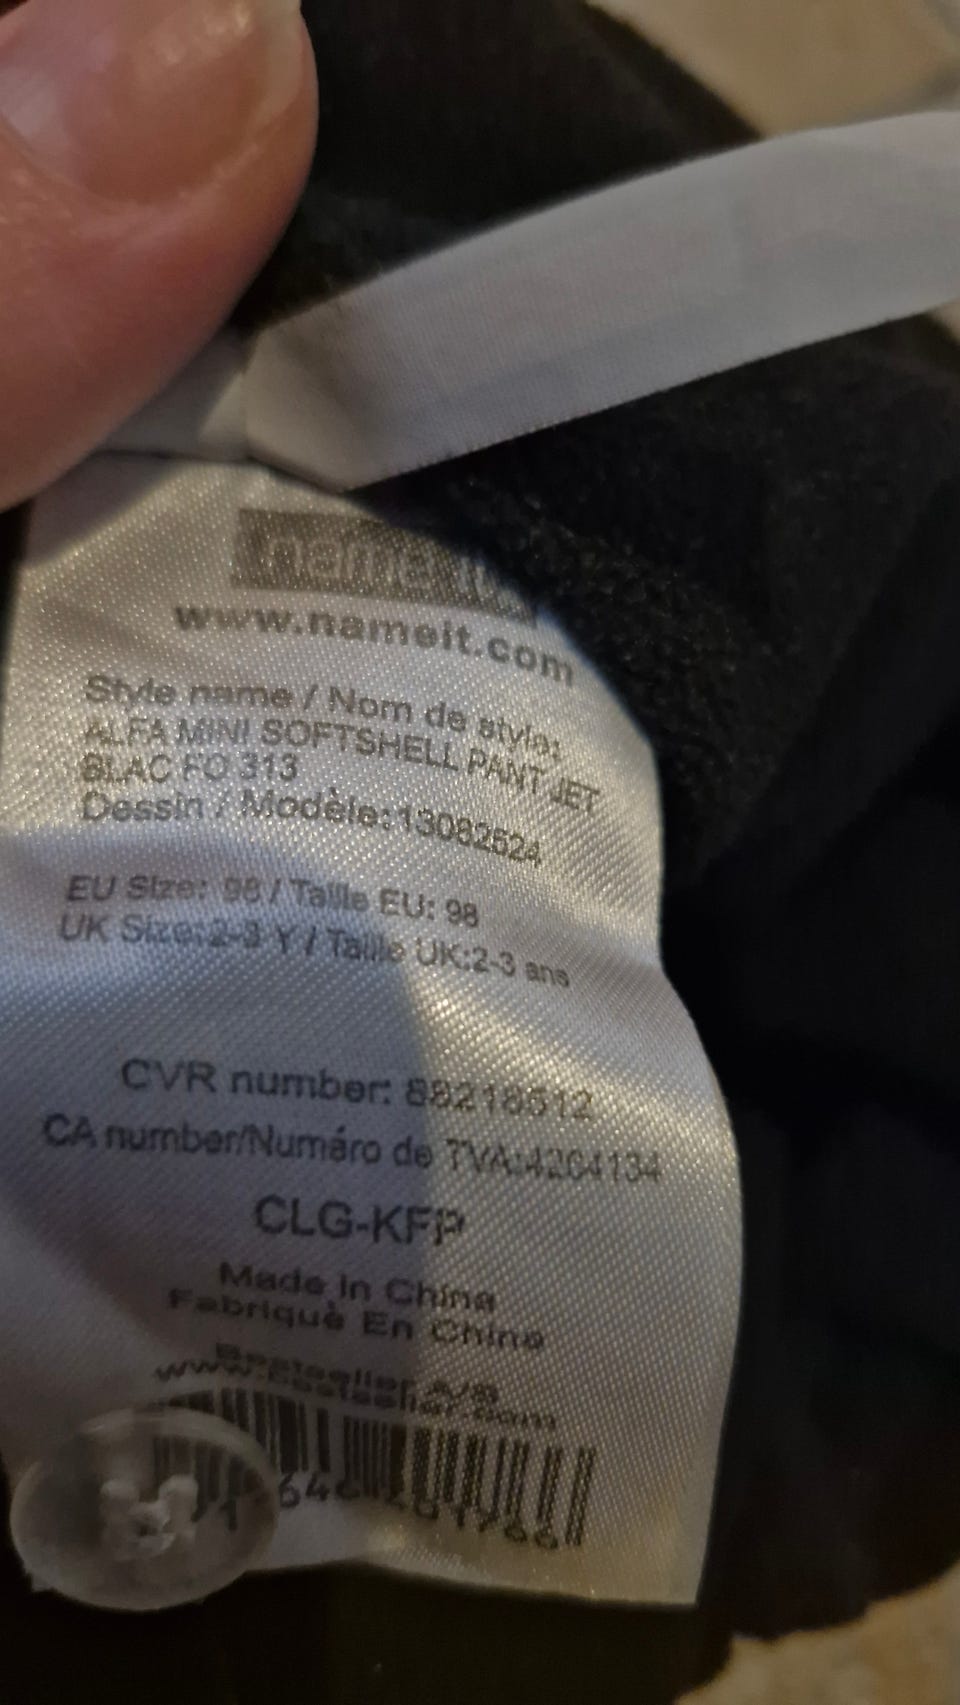 name it
www.nameit.com
Style name / Nom de style:
ALFA MINI SOFTSHELL PANT JET
BLAC FO 313
Dessin / Modèle:13082524
EU Size: 98 / Taille EU: 98
UK Size:2-3 Y / Taille UK:2-3 ans
CVR number: 88218512
CA number/Numéro de TVA:4264134
CLG-KFP
Made in China
Fabriquè En Chine
Bestseller A/S
www.bestseller.com